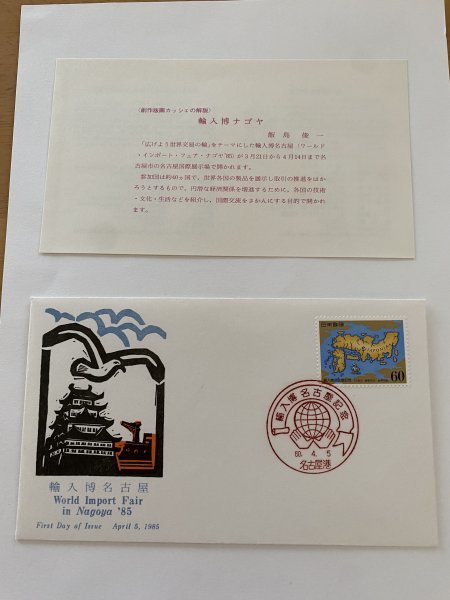 〈創作版画カッシェの解説〉
輸入博ナゴヤ
飯島俊一
「広げよう世界交易の輪」をテーマにした輸入博名古屋（ワールド
・インポート・フェア・ナゴヤ'85）が3月21日から4月14日まで名
古屋市の名古屋国際展示場で開かれます。
参加国は約40ヵ国で、世界各国の製品を展示し取引の推進をはか
ろうとするもので、円滑な経済関係を増進するために、各国の技術
・文化・生活などを紹介し、国際交流をさかんにする目的で開かれま
す。
日本郵便
60
輸入博名古屋記念
60. 4. 5
名古屋港
輸入博名古屋
World Import Fair
in Nagoya '85
First Day of Issue April 5, 1985